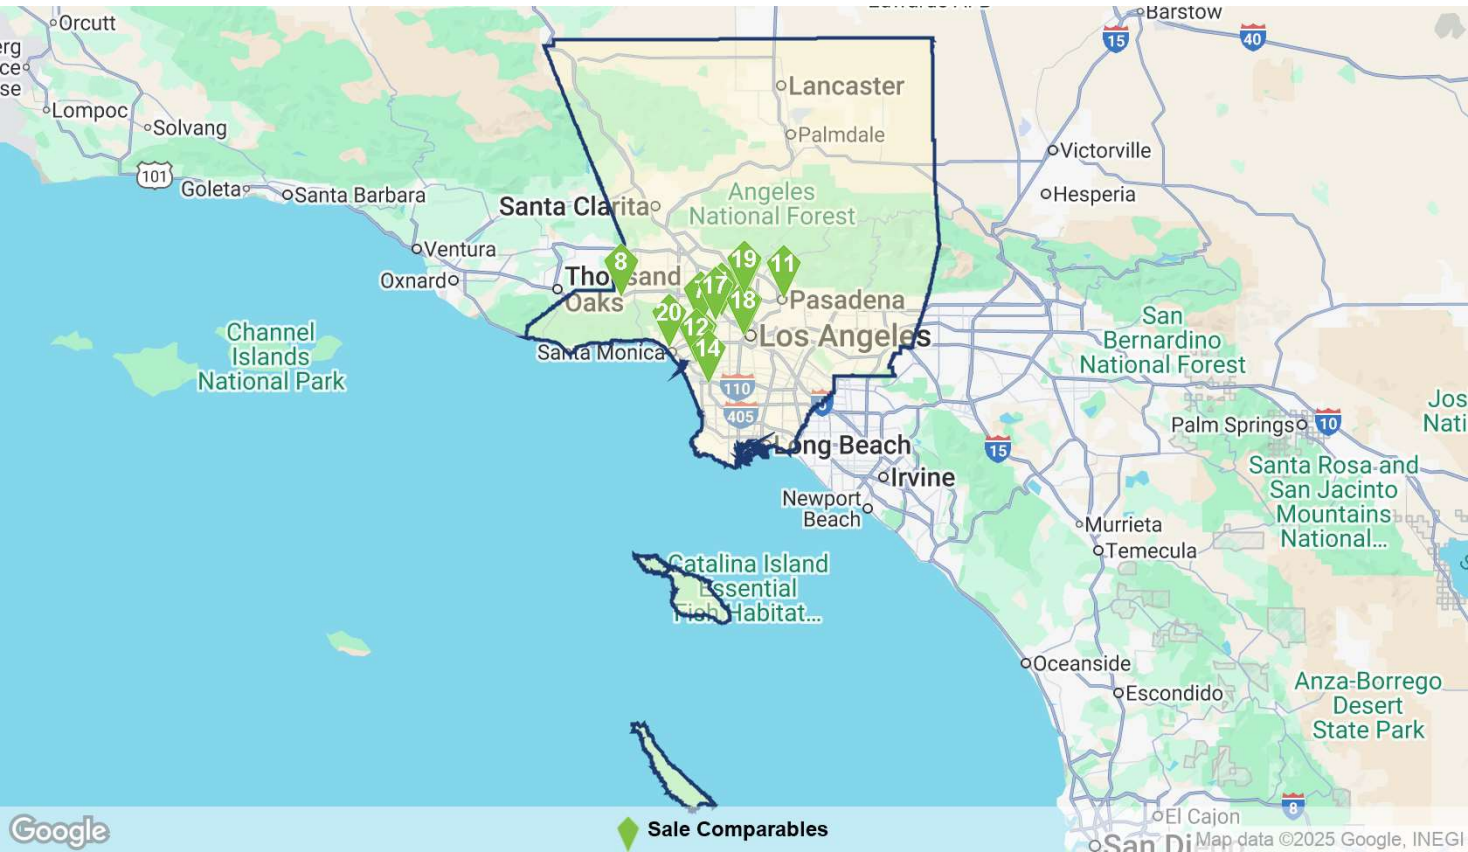 Orcutt
Barstow
15
40
Lompoc
Solvang
Lancaster
Palmdale
Victorville
101
Goleta
Santa Barbara
Santa Clarita
Angeles
National Forest
Hesperia
Ventura
Oxnard
8
19
11
Thousand
Oaks
7
17
18
Pasadena
20
12
Los Angeles
14
Santa Monica
Channel
Islands
National Park
San
Bernardino
National Forest
110
405
5
Palm Springs
10
Long Beach
15
Irvine
Santa Rosa and
San Jacinto
Mountains
National...
Newport
Beach
Murrieta
Temecula
Catalina Island
Essential
Fish Habitat...
Oceanside
Escondido
Anza-Borrego
Desert
State Park
8
El Cajon
Google
Sale Comparables
Map data ©2025 Google, INEGI